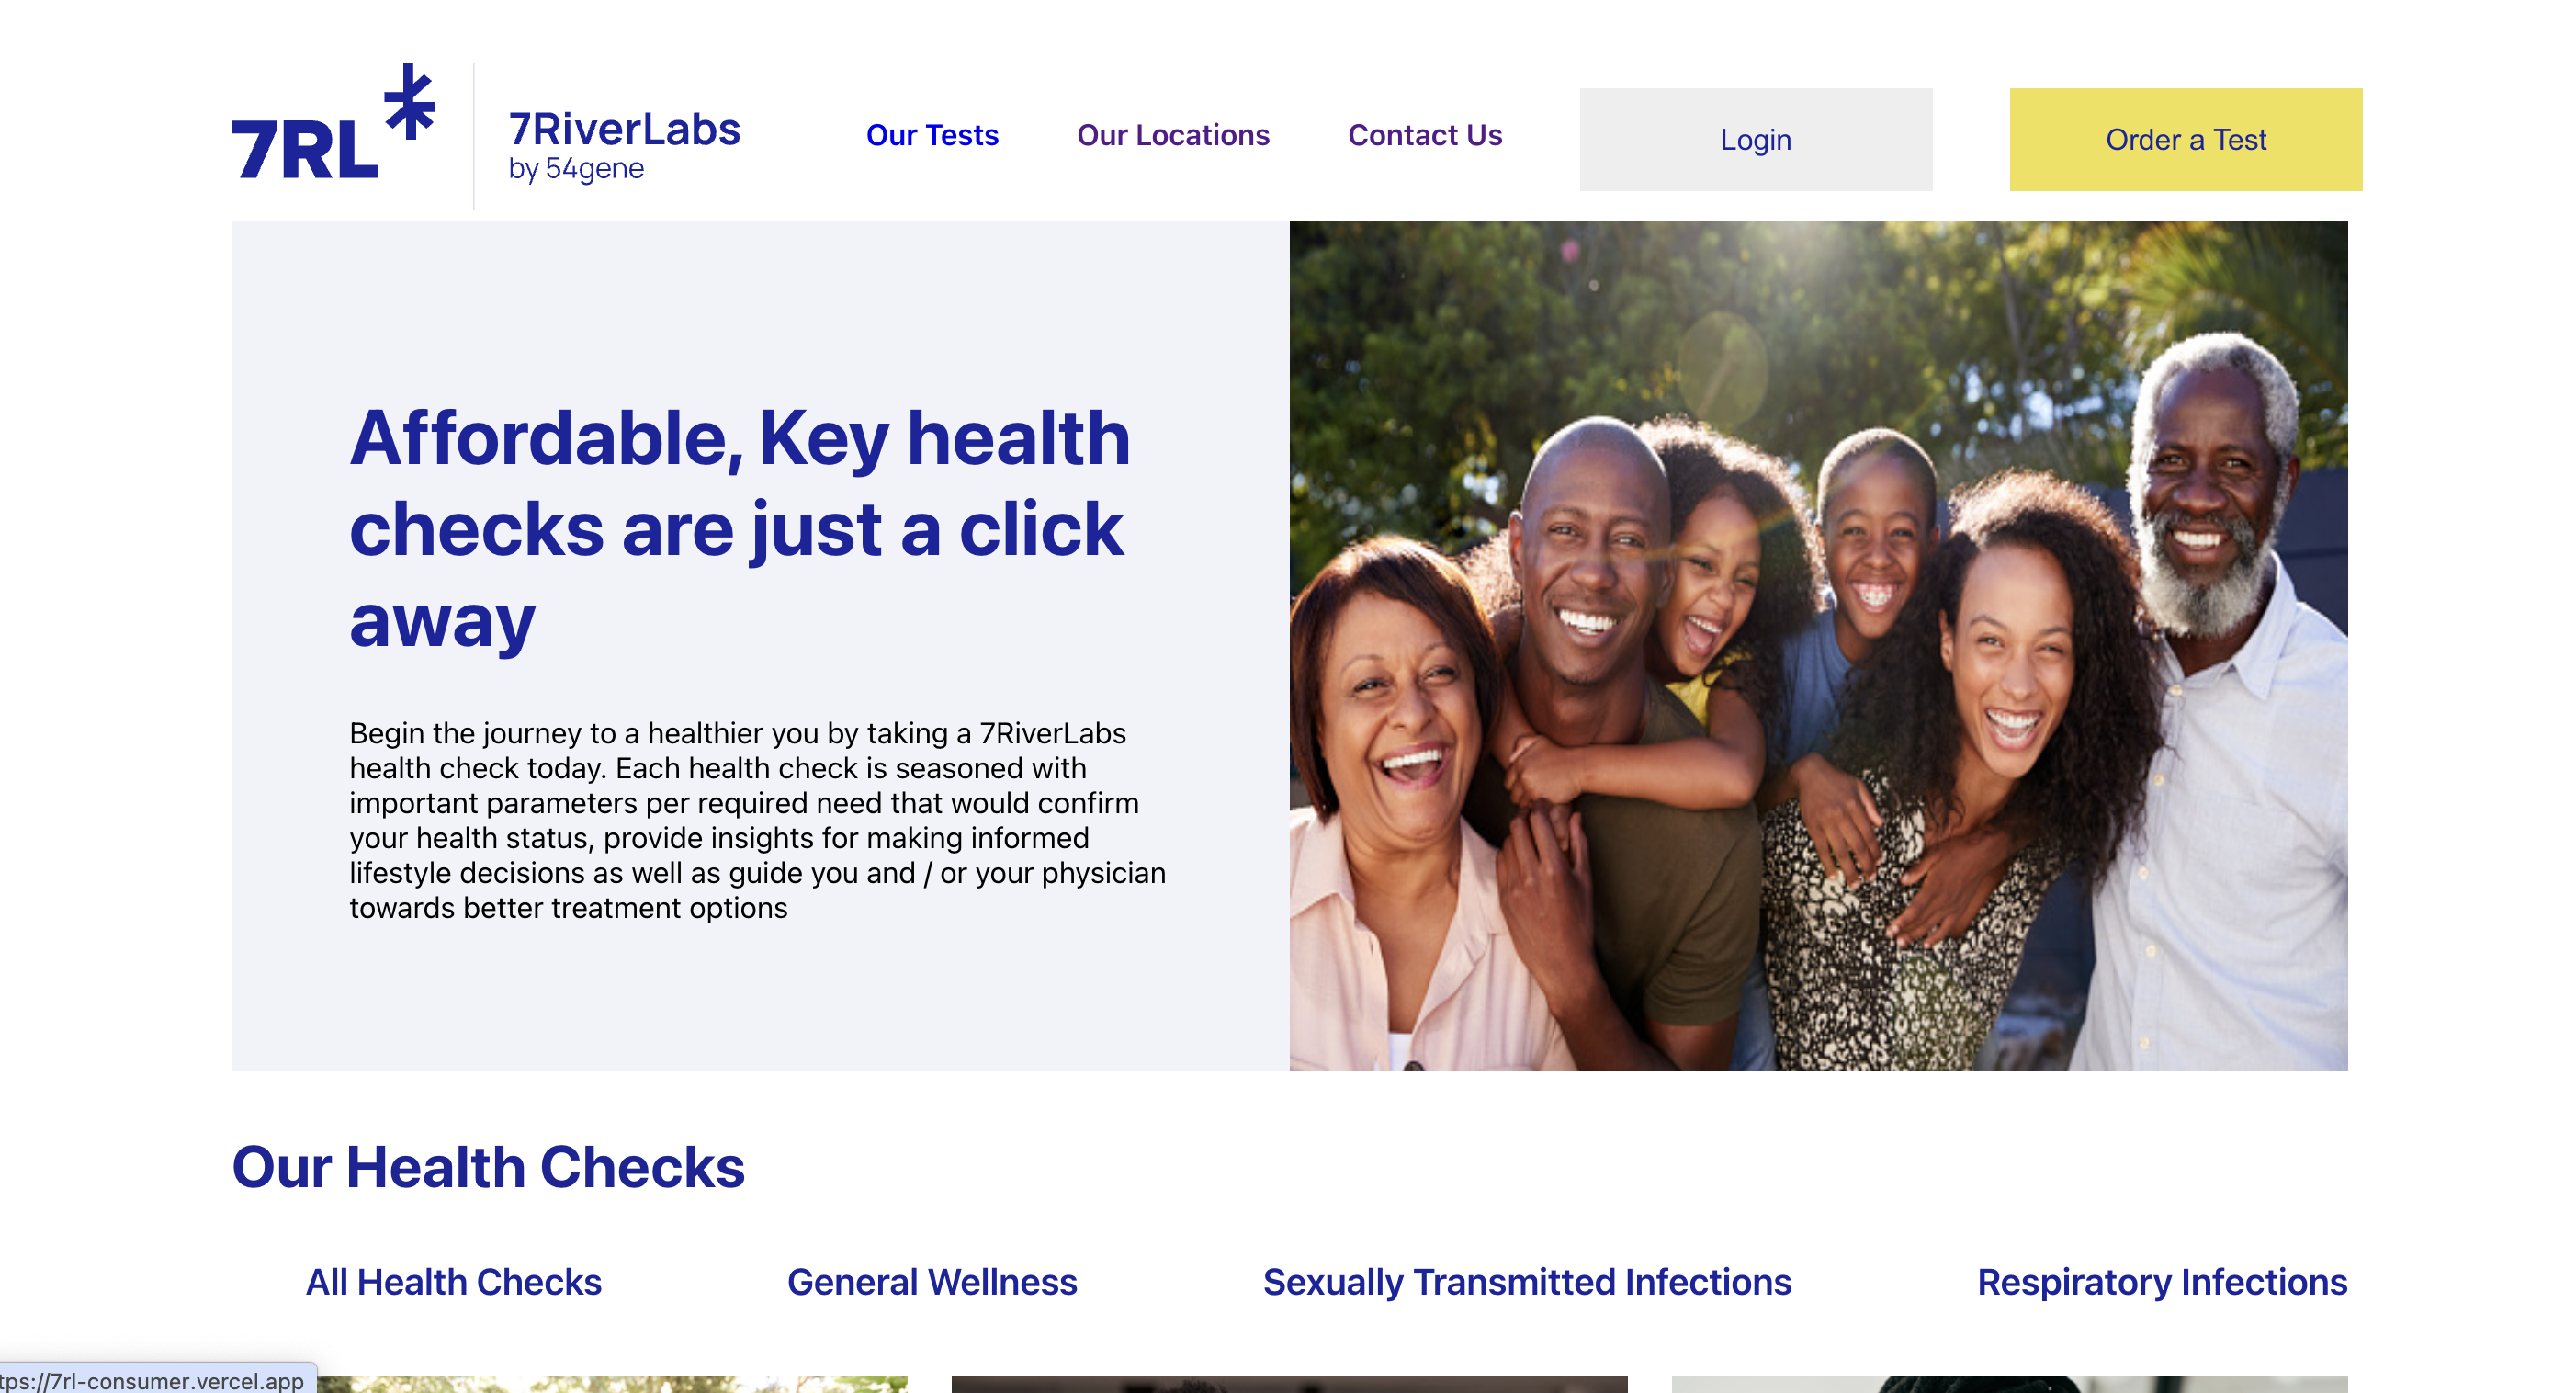 7RL
7RiverLabs
by 54gene
Our Tests
Our Locations
Contact Us
Login
Order a Test
Affordable, Key health
checks are just a click
away
Begin the journey to a healthier you by taking a 7RiverLabs
health check today. Each health check is seasoned with
important parameters per required need that would confirm
your health status, provide insights for making informed
lifestyle decisions as well as guide you and / or your physician
towards better treatment options
Our Health Checks
All Health Checks
General Wellness
Sexually Transmitted Infections
Respiratory Infections
tps://7rl-consumer.vercel.app